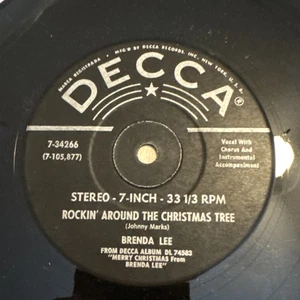 MARCA REGISTRADA • MF'G BY DECCA RECORDS, INC., NEW YORK, U.S.A.
DECCA
®
7-34266
(7-105,877)
Vocal With
Chorus And
Instrumental
Accompaniment
STEREO - 7-INCH - 33 1/3 RPM
ROCKIN' AROUND THE CHRISTMAS TREE
(Johnny Marks)
BRENDA LEE
FROM DECCA ALBUM DL 74583
"MERRY CHRISTMAS From
BRENDA LEE"